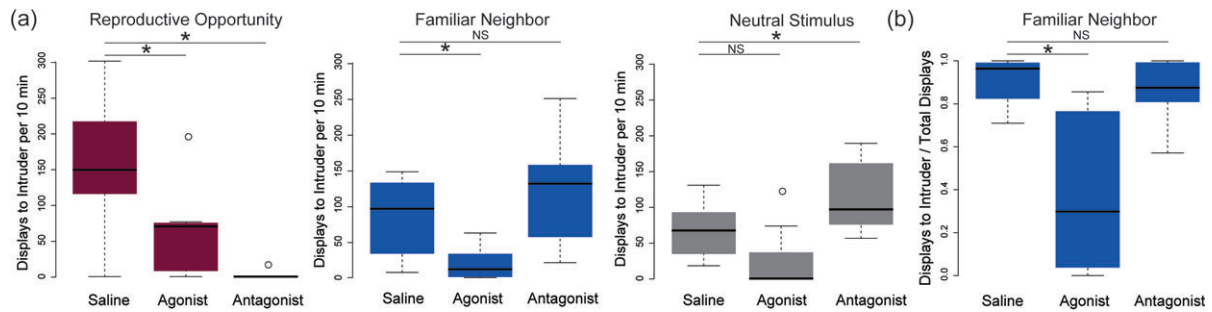 (a)
Reproductive Opportunity
*
*
Displays to Intruder per 10 min
300
250
200
150
100
50
0
Saline Agonist Antagonist
Familiar Neighbor
NS
*
Displays to Intruder per 10 min
300
250
200
150
100
50
0
Saline Agonist Antagonist
Neutral Stimulus
*
NS
Displays to Intruder per 10 min
300
250
200
150
100
50
0
Saline Agonist Antagonist
(b)
Familiar Neighbor
NS
*
Displays to Intruder / Total Displays
1.0
0.8
0.6
0.4
0.2
0.0
Saline Agonist Antagonist